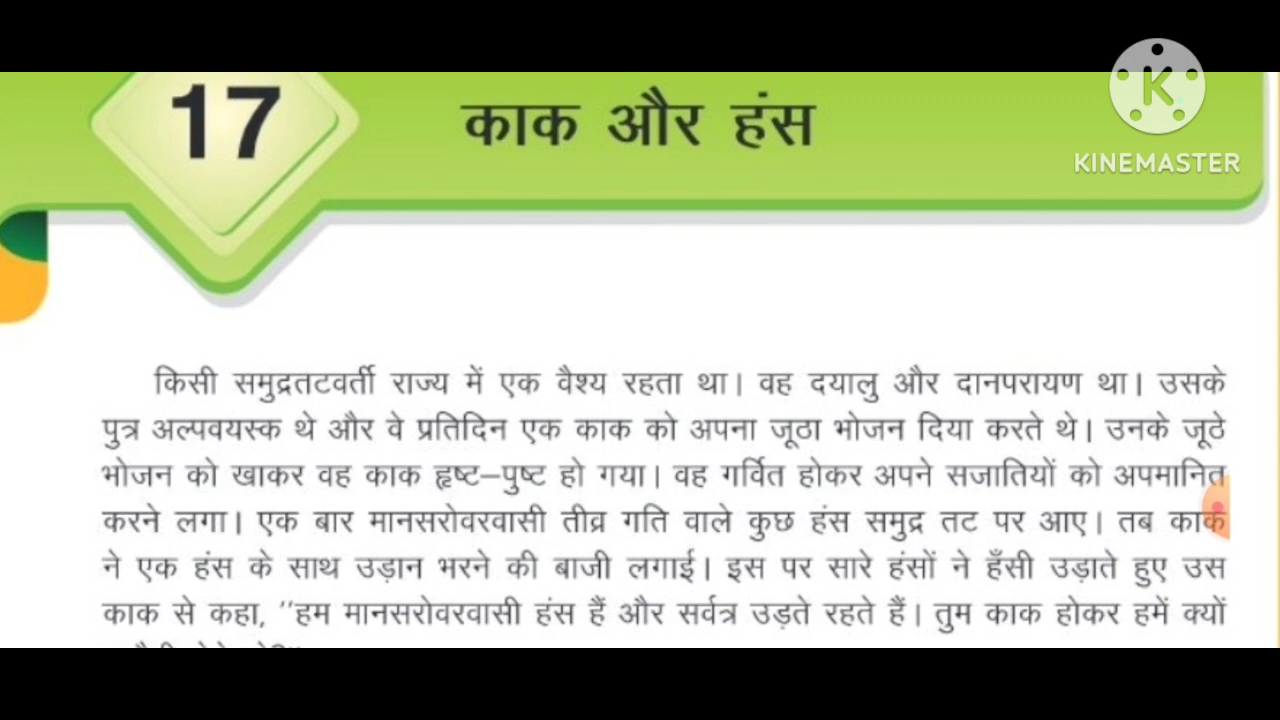 17
काक और हंस
KINEMASTER
किसी समुद्रतटवर्ती राज्य में एक वैश्य रहता था। वह दयालु और दानपरायण था। उसके
पुत्र अल्पवयस्क थे और वे प्रतिदिन एक काक को अपना जूठा भोजन दिया करते थे। उनके जूठे
भोजन को खाकर वह काक हृष्ट–पुष्ट हो गया। वह गर्वित होकर अपने सजातियों को अपमानित
करने लगा। एक बार मानसरोवरवासी तीव्र गति वाले कुछ हंस समुद्र तट पर आए। तब काक
ने एक हंस के साथ उड़ान भरने की बाजी लगाई। इस पर सारे हंसों ने हँसी उड़ाते हुए उस
काक से कहा, ''हम मानसरोवरवासी हंस हैं और सर्वत्र उड़ते रहते हैं। तुम काक होकर हमें क्यों